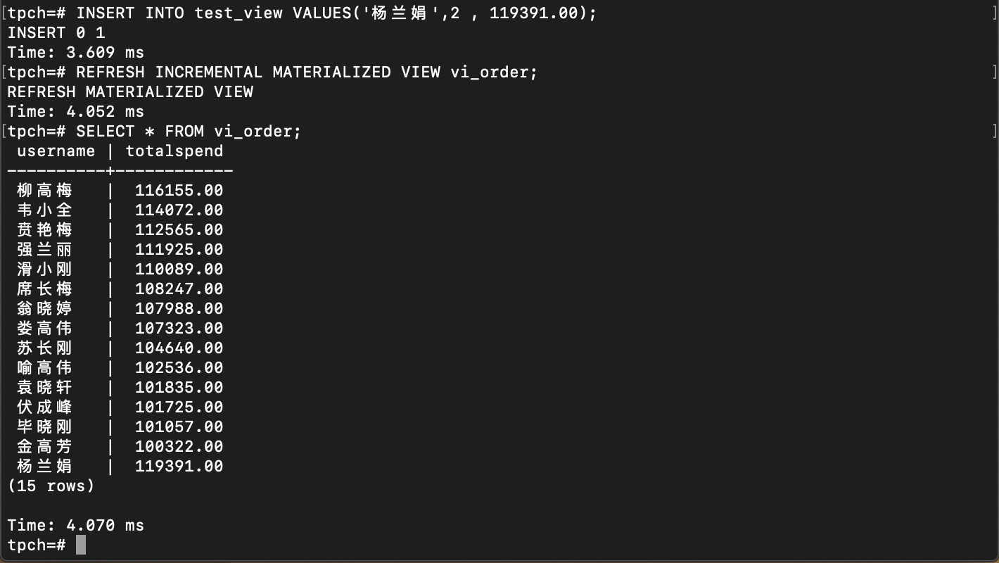 [tpch=# INSERT INTO test_view VALUES('杨兰娟',2 , 119391.00); ]
INSERT 0 1
Time: 3.609 ms
[tpch=# REFRESH INCREMENTAL MATERIALIZED VIEW vi_order; ]
REFRESH MATERIALIZED VIEW
Time: 4.052 ms
[tpch=# SELECT * FROM vi_order; ]
 username | totalspend
----------+------------
 柳高梅   |  116155.00
 韦小全   |  114072.00
 贲艳梅   |  112565.00
 强兰丽   |  111925.00
 滑小刚   |  110089.00
 席长梅   |  108247.00
 翁晓婷   |  107988.00
 娄高伟   |  107323.00
 苏长刚   |  104640.00
 喻高伟   |  102536.00
 袁晓轩   |  101835.00
 伏成峰   |  101725.00
 毕晓刚   |  101057.00
 金高芳   |  100322.00
 杨兰娟   |  119391.00
(15 rows)
Time: 4.070 ms
tpch=#